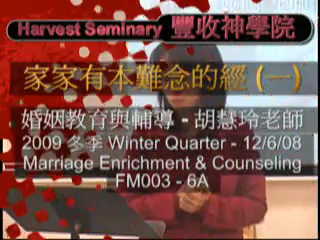 Harvest Seminary 豐收神學院
家家有本難念的經 (一)
婚姻教育與輔導 - 胡慧玲老師
2009 冬季 Winter Quarter - 12/6/08
Marriage Enrichment & Counseling
FM003 - 6A